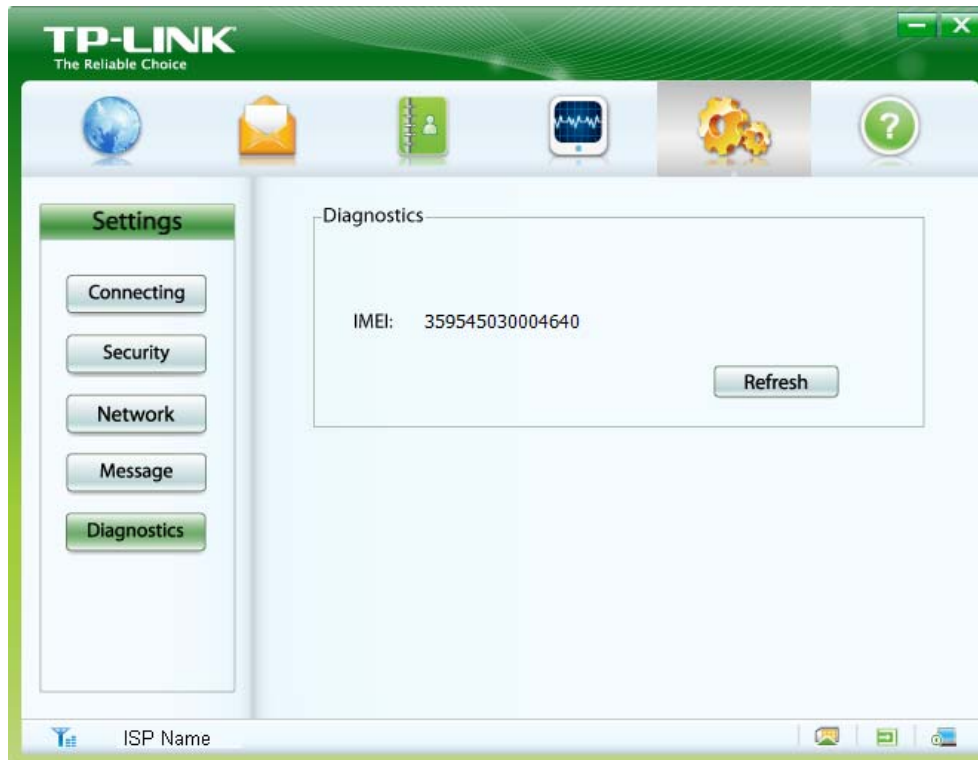 TP-LINK
The Reliable Choice
?
Settings
Connecting
Security
Network
Message
Diagnostics
Diagnostics
IMEI: 359545030004640
Refresh
ISP Name